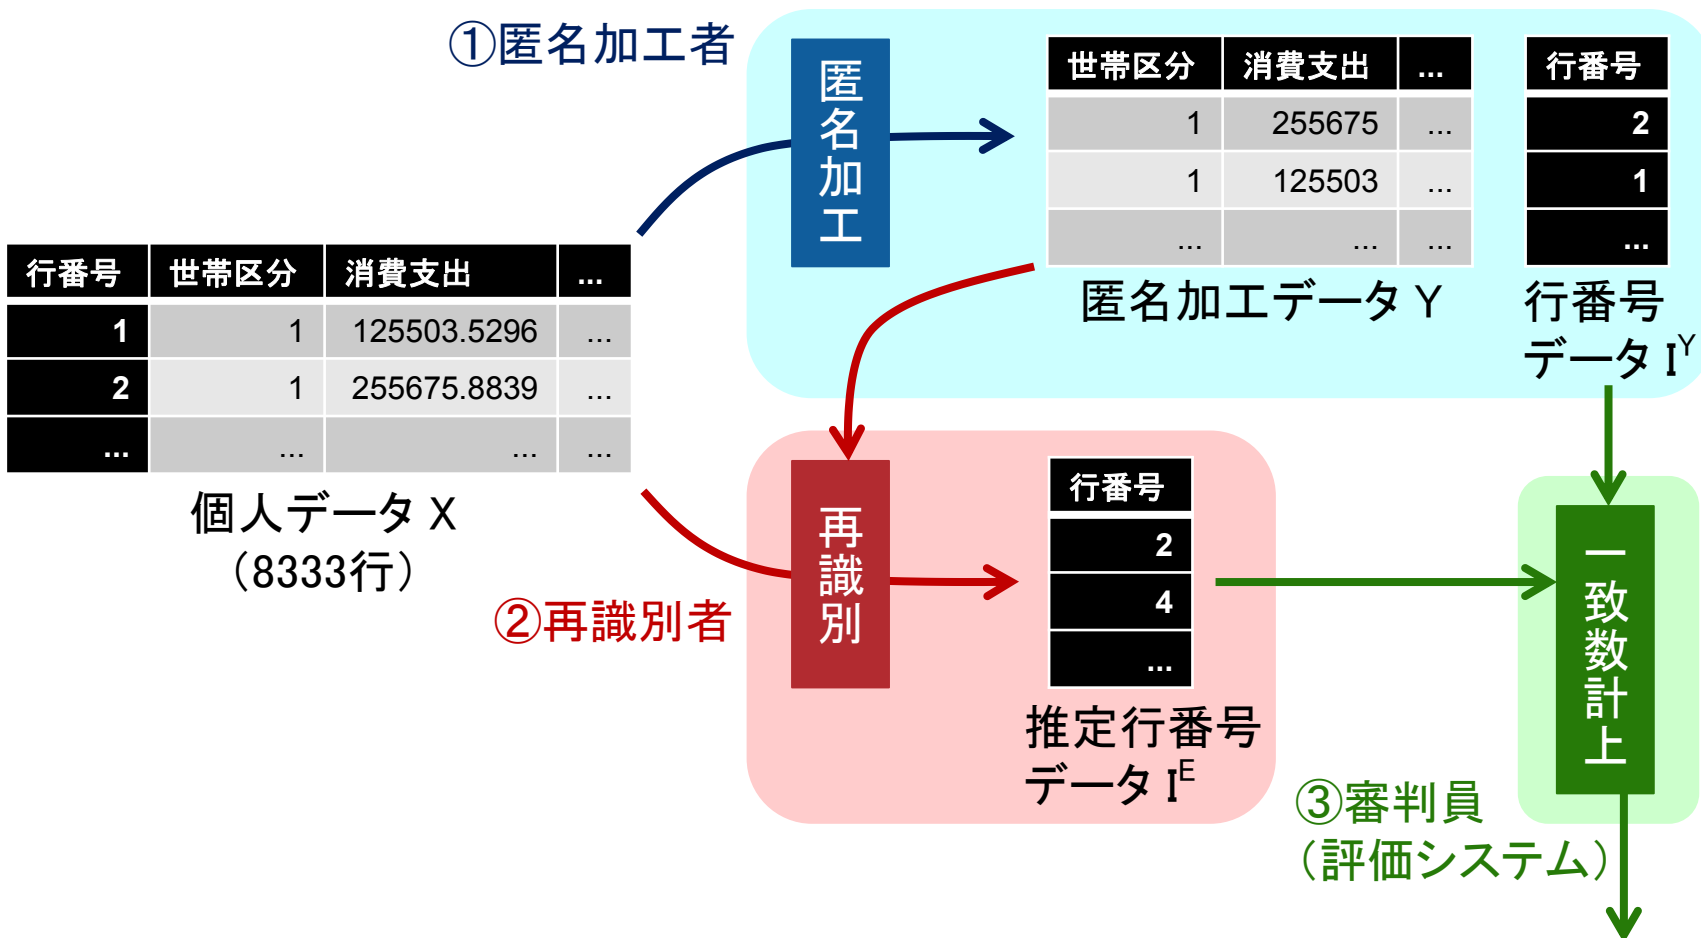 ①匿名加工者
匿名加工
世帯区分 消費支出 ...
1 255675 ...
1 125503 ...
... ... ...
匿名加工データ Y
行番号
2
1
...
行番号
データ I^Y
行番号 世帯区分 消費支出 ...
1 1 125503.5296 ...
2 1 255675.8839 ...
... ... ... ...
個人データ X
（8333行）
②再識別者
再識別
行番号
2
4
...
推定行番号
データ I^E
一致数計上
③審判員
（評価システム）